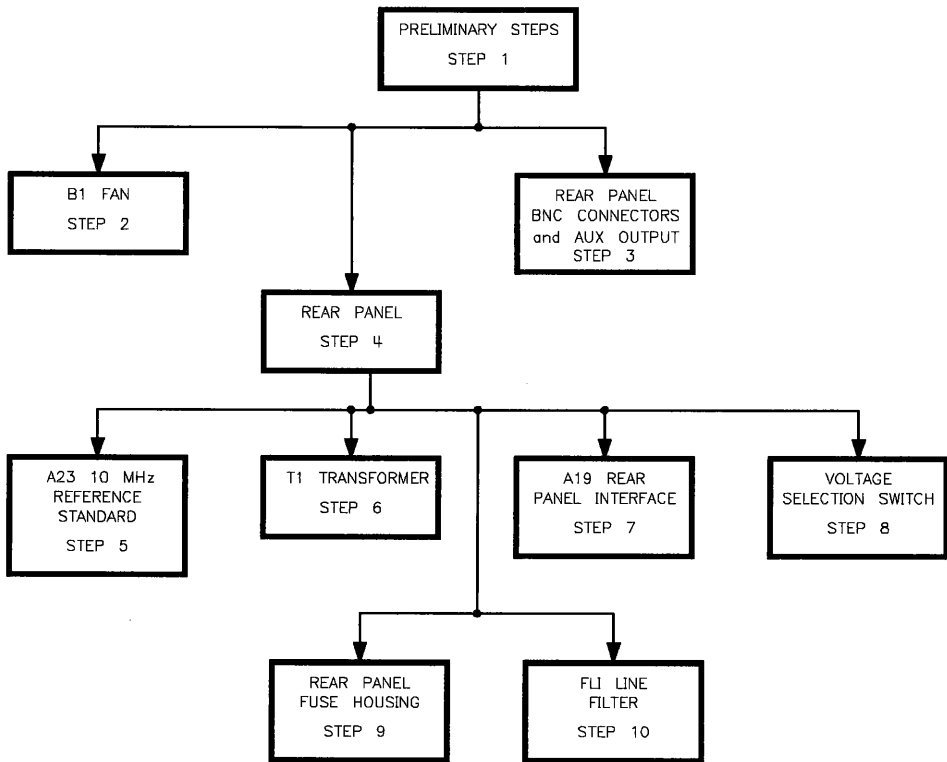 PRELIMINARY STEPS
STEP 1
B1 FAN
STEP 2
REAR PANEL
BNC CONNECTORS
and AUX OUTPUT
STEP 3
REAR PANEL
STEP 4
A23 10 MHz
REFERENCE
STANDARD
STEP 5
T1 TRANSFORMER
STEP 6
A19 REAR
PANEL INTERFACE
STEP 7
VOLTAGE
SELECTION SWITCH
STEP 8
REAR PANEL
FUSE HOUSING
STEP 9
FLI LINE
FILTER
STEP 10